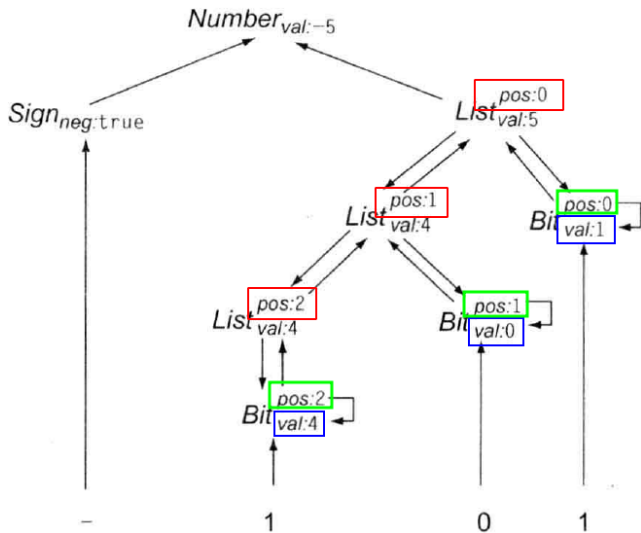 Number val:-5
Sign neg:true
List pos:0 val:5
List pos:1 val:4
Bit pos:0 val:1
List pos:2 val:4
Bit pos:1 val:0
Bit pos:2 val:4
- 1 0 1